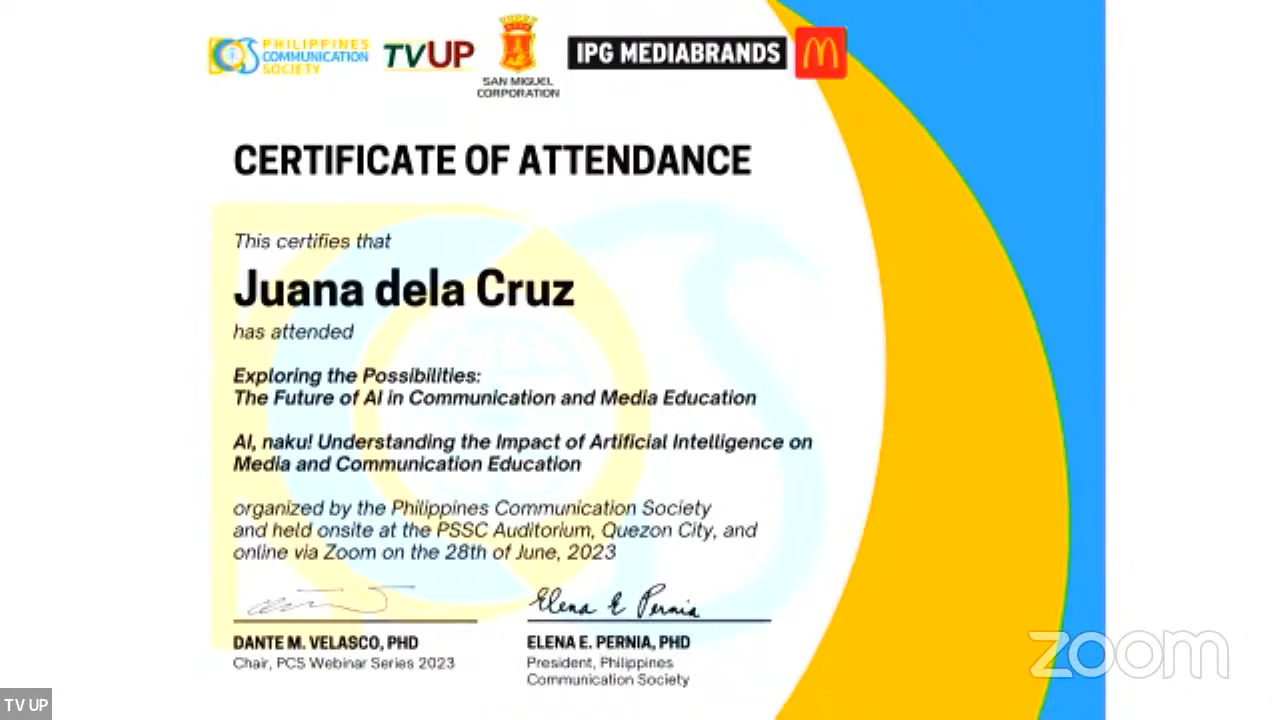 PHILIPPINES
COMMUNICATION
SOCIETY
TVUP
SAN MIGUEL
CORPORATION
IPG MEDIABRANDS
CERTIFICATE OF ATTENDANCE
This certifies that
Juana dela Cruz
has attended
Exploring the Possibilities:
The Future of AI in Communication and Media Education
AI, naku! Understanding the Impact of Artificial Intelligence on
Media and Communication Education
organized by the Philippines Communication Society
and held onsite at the PSSC Auditorium, Quezon City, and
online via Zoom on the 28th of June, 2023
Elena E Pernia
DANTE M. VELASCO, PHD
Chair, PCS Webinar Series 2023
ELENA E. PERNIA, PHD
President, Philippines
Communication Society
zoom
TV UP